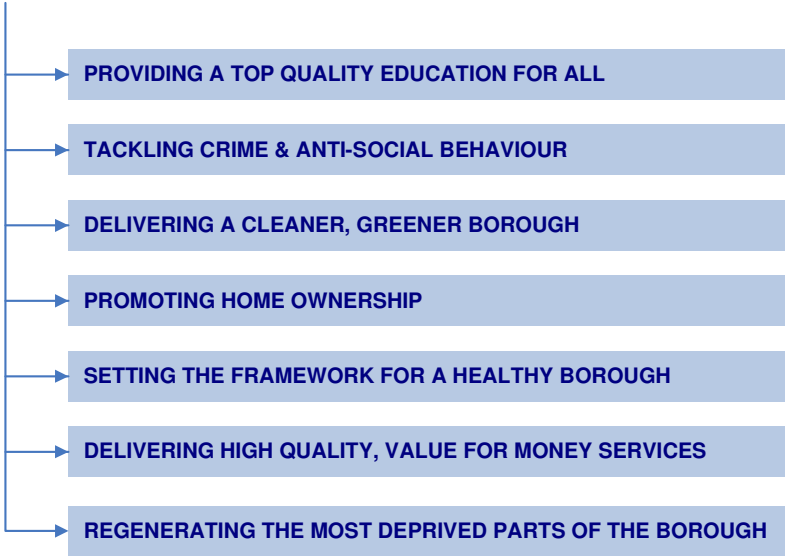 PROVIDING A TOP QUALITY EDUCATION FOR ALL
TACKLING CRIME & ANTI-SOCIAL BEHAVIOUR
DELIVERING A CLEANER, GREENER BOROUGH
PROMOTING HOME OWNERSHIP
SETTING THE FRAMEWORK FOR A HEALTHY BOROUGH
DELIVERING HIGH QUALITY, VALUE FOR MONEY SERVICES
REGENERATING THE MOST DEPRIVED PARTS OF THE BOROUGH